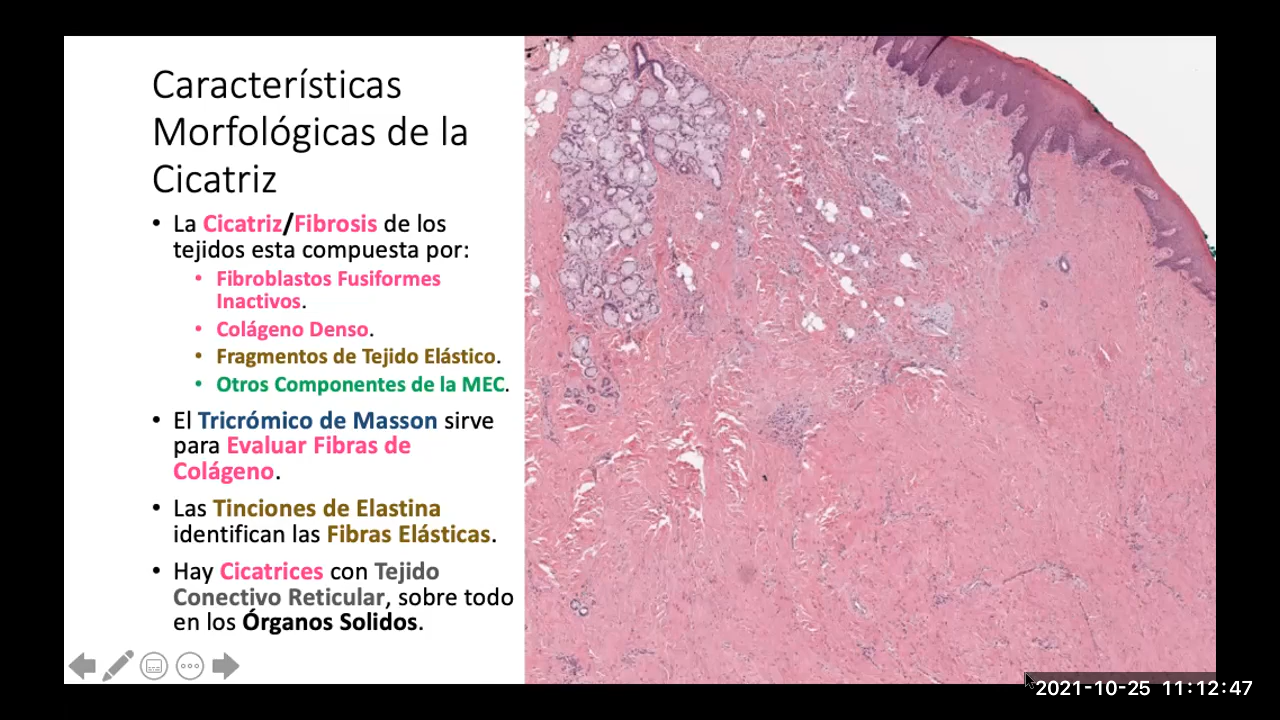 Características
Morfológicas de la
Cicatriz
• La Cicatriz/Fibrosis de los
tejidos esta compuesta por:
• Fibroblastos Fusiformes
Inactivos.
• Colágeno Denso.
• Fragmentos de Tejido Elástico.
• Otros Componentes de la MEC.
• El Tricrómico de Masson sirve
para Evaluar Fibras de
Colágeno.
• Las Tinciones de Elastina
identifican las Fibras Elásticas.
• Hay Cicatrices con Tejido
Conectivo Reticular, sobre todo
en los Órganos Solidos.
2021-10-25 11:12:47